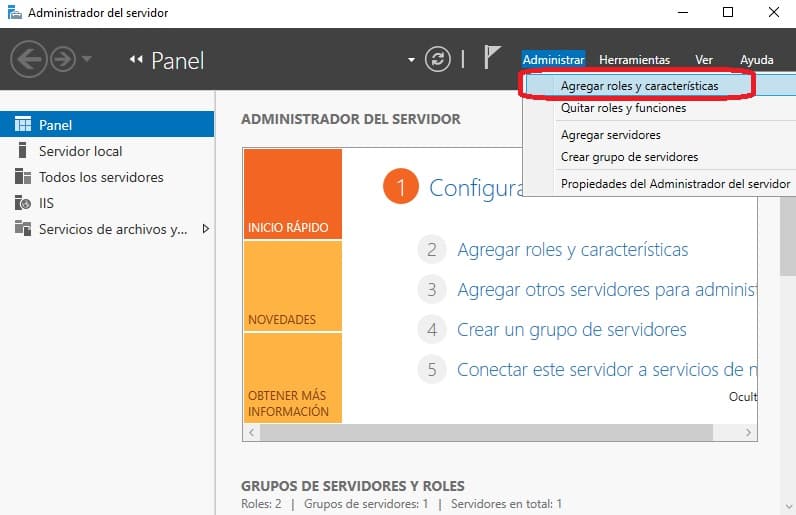 Administrador del servidor
Panel
Administrar Herramientas Ver Ayuda
Agregar roles y características
Quitar roles y funciones
Agregar servidores
Crear grupo de servidores
Propiedades del Administrador del servidor
Panel
Servidor local
Todos los servidores
IIS
Servicios de archivos y...
ADMINISTRADOR DEL SERVIDOR
INICIO RÁPIDO
NOVEDADES
OBTENER MÁS
INFORMACIÓN
1 Configura
2 Agregar roles y características
3 Agregar otros servidores para adminis
4 Crear un grupo de servidores
5 Conectar este servidor a servicios de n
Ocult
GRUPOS DE SERVIDORES Y ROLES
Roles: 2 | Grupos de servidores: 1 | Servidores en total: 1